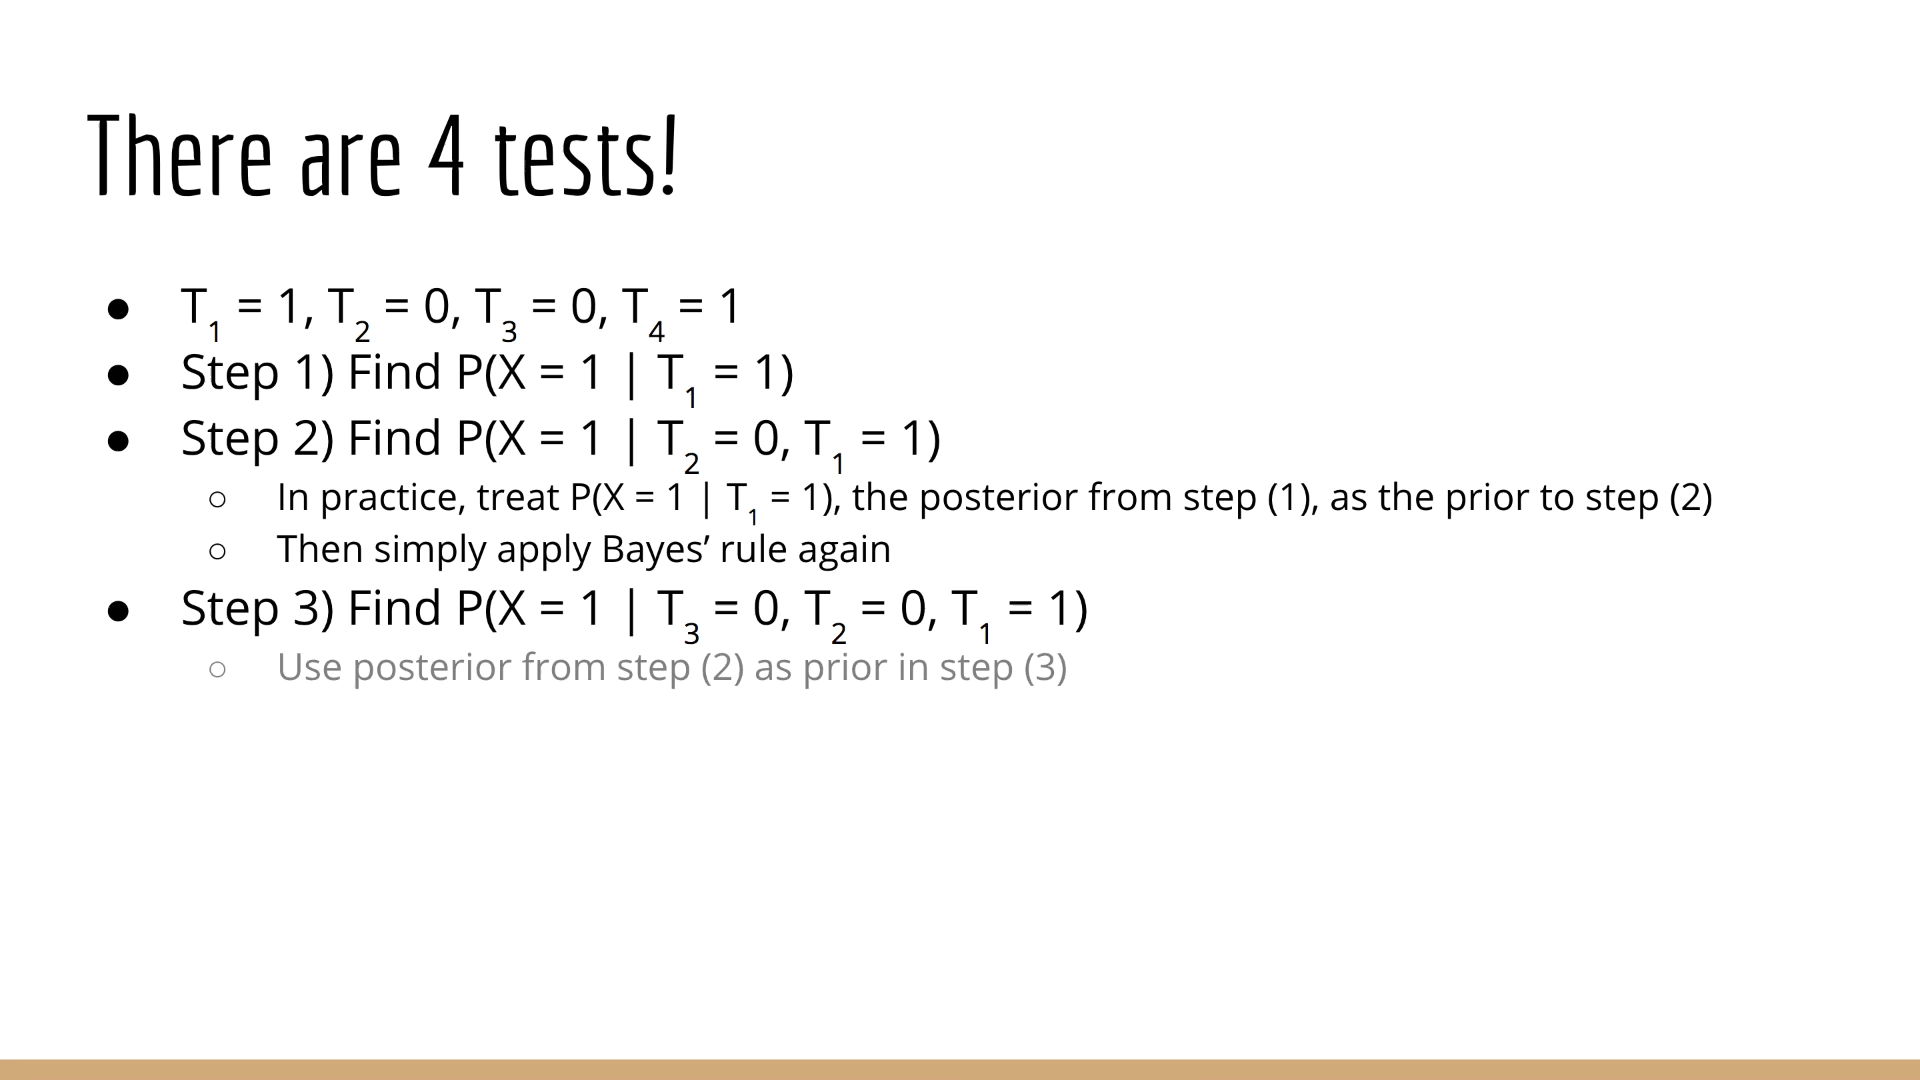 There are 4 tests!
● T₁ = 1, T₂ = 0, T₃ = 0, T₄ = 1
● Step 1) Find P(X = 1 | T₁ = 1)
● Step 2) Find P(X = 1 | T₂ = 0, T₁ = 1)
○ In practice, treat P(X = 1 | T₁ = 1), the posterior from step (1), as the prior to step (2)
○ Then simply apply Bayes’ rule again
● Step 3) Find P(X = 1 | T₃ = 0, T₂ = 0, T₁ = 1)
○ Use posterior from step (2) as prior in step (3)